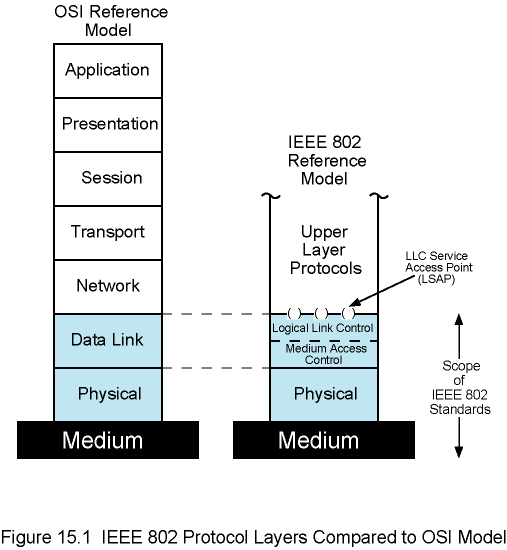 OSI Reference
Model
Application
Presentation
Session
Transport
Network
Data Link
Physical
Medium
IEEE 802
Reference
Model
Upper
Layer
Protocols
LLC Service
Access Point
(LSAP)
Logical Link Control
Medium Access
Control
Physical
Medium
Scope
of
IEEE 802
Standards
Figure 15.1 IEEE 802 Protocol Layers Compared to OSI Model